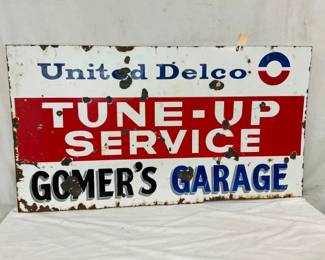 United Delco
TUNE-UP
SERVICE
GOMER'S GARAGE